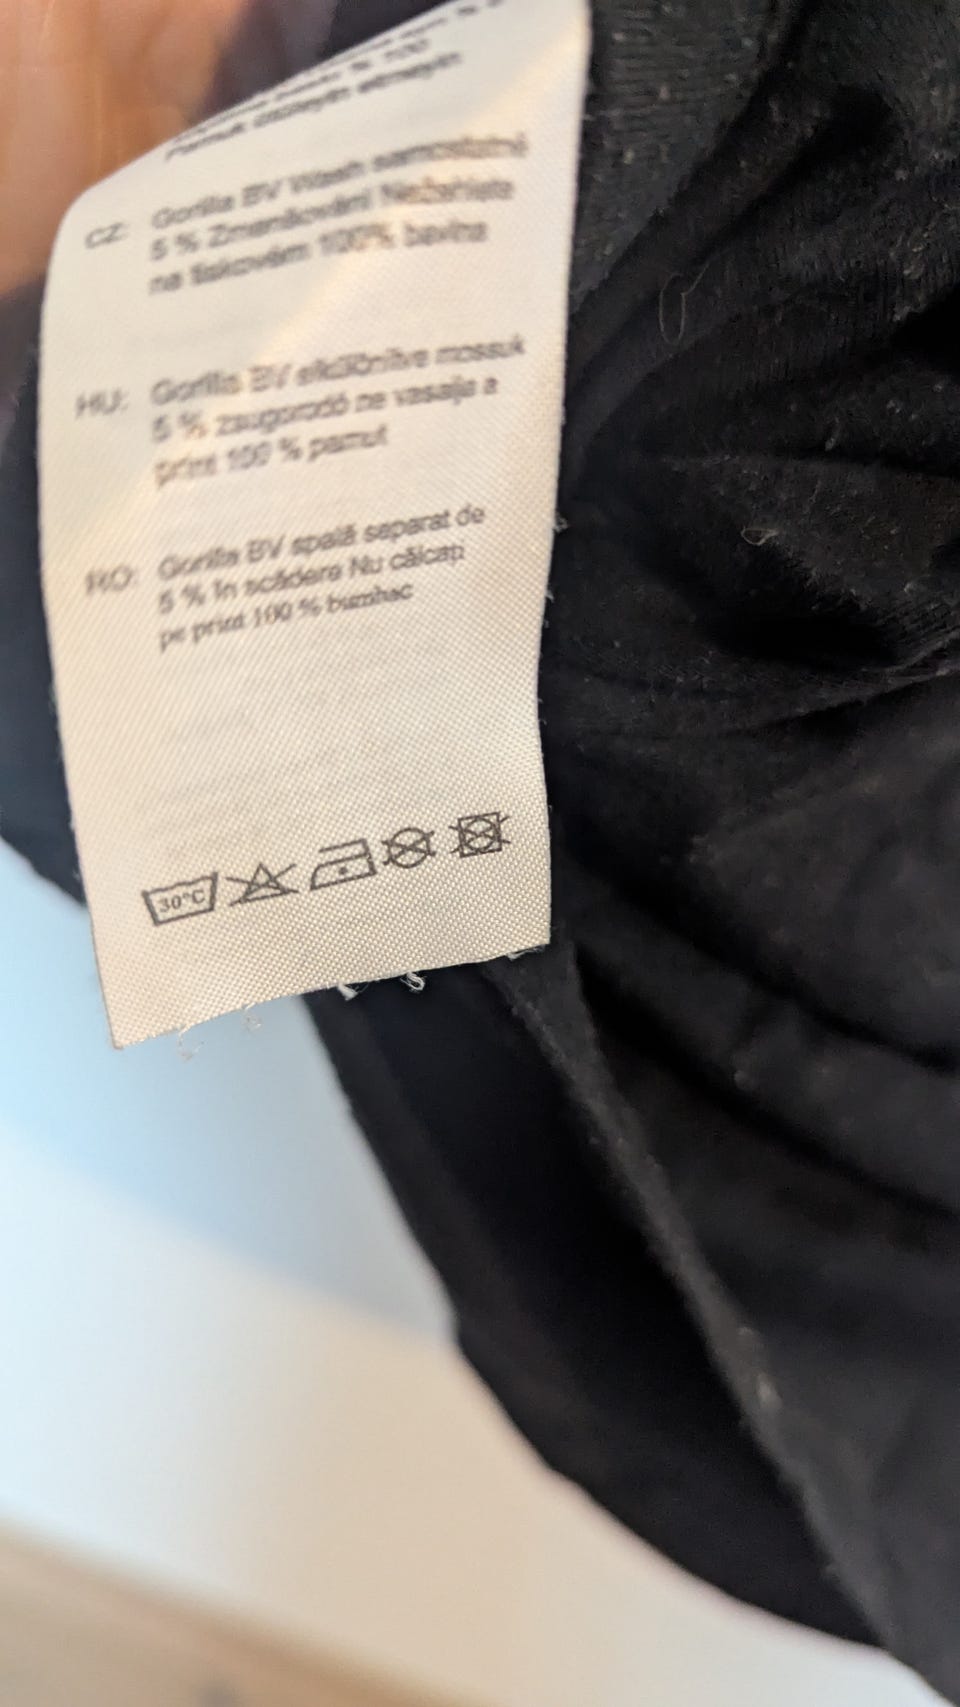 % 100
CZ: Gorilla BV Wash samostatně
5 % Zmenšování Nežehlete
na tiskovém 100% bavlna
HU: Gorilla BV elkülönítve mossuk
5 % zsugorodó ne vasalja a
print 100 % pamut
RO: Gorilla BV spală separat de
5 % în scădere Nu călcaţi
pe print 100 % bumbac
30°C